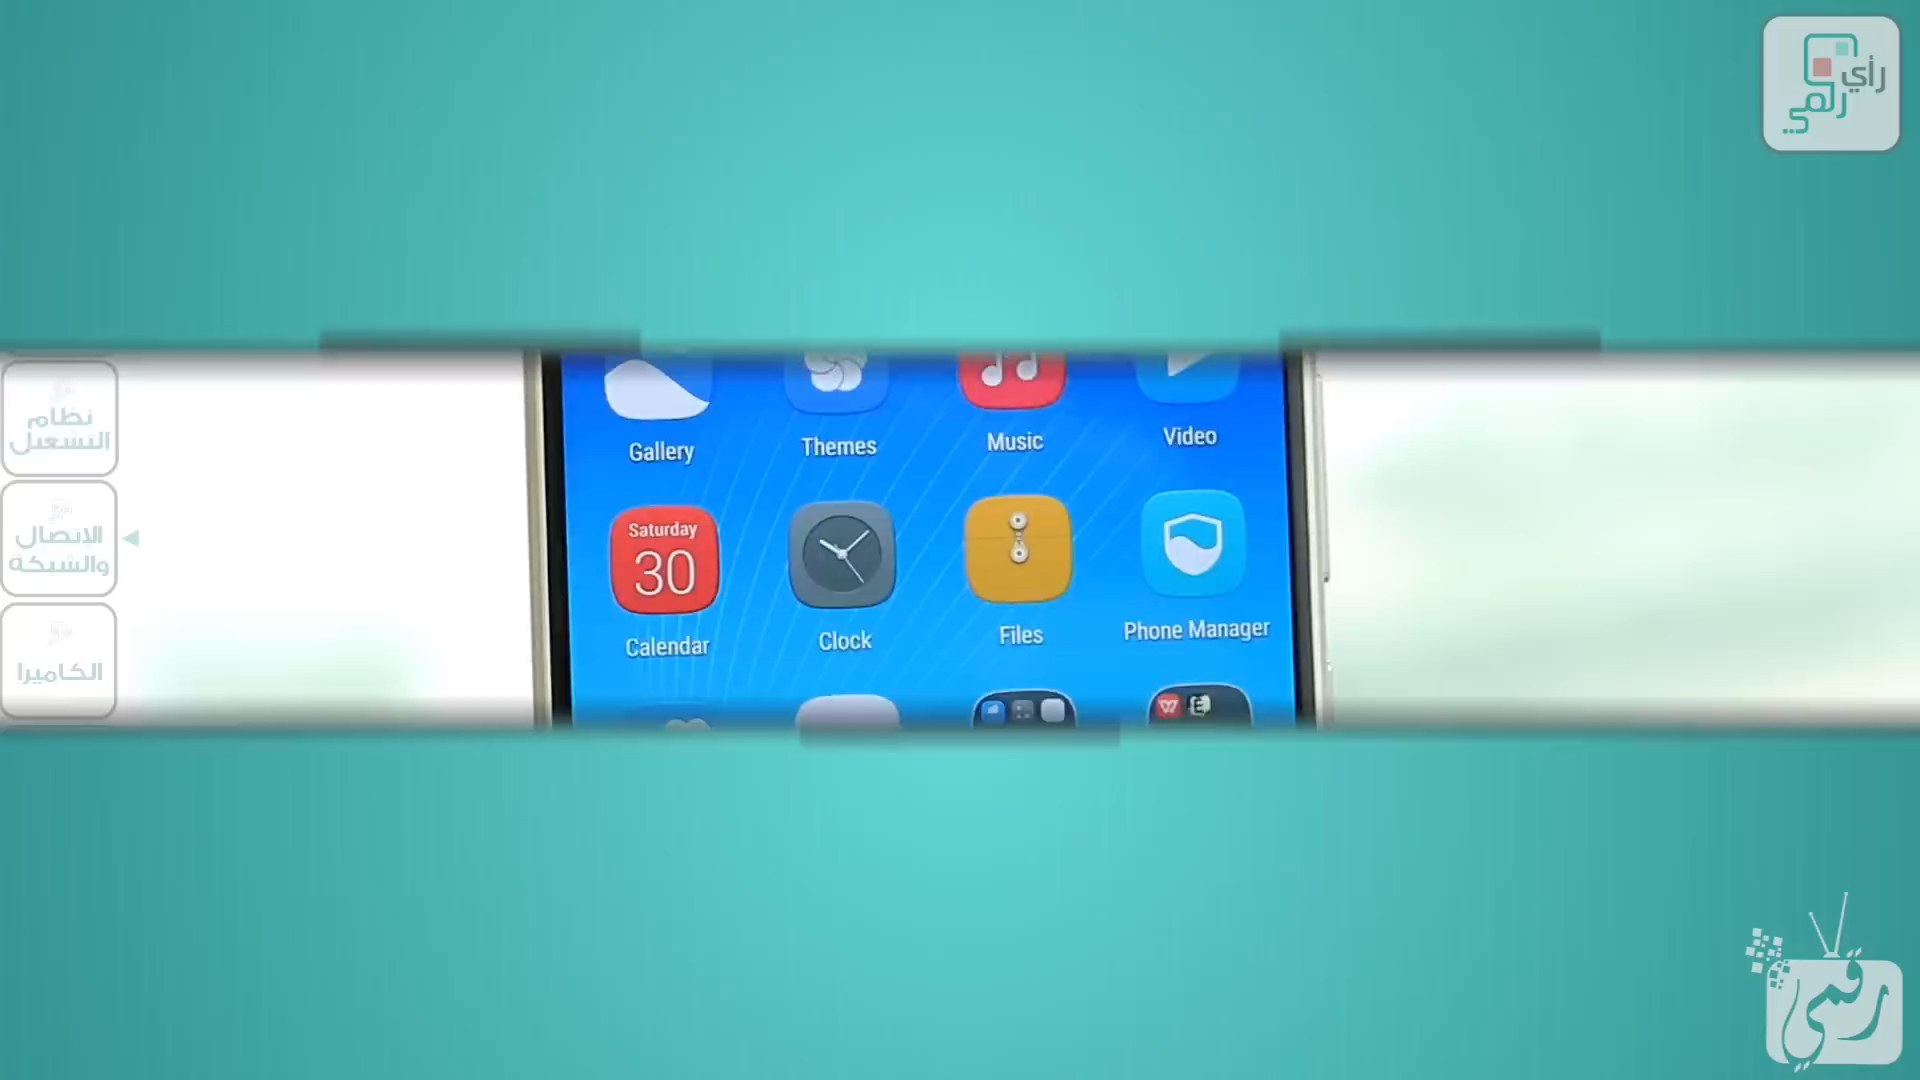 رأي
رقمي
نظام
التشغيل
الاتصال
والشبكة
الكاميرا
Gallery
Themes
Music
Video
Saturday
30
Calendar
Clock
Files
Phone Manager
رقمي